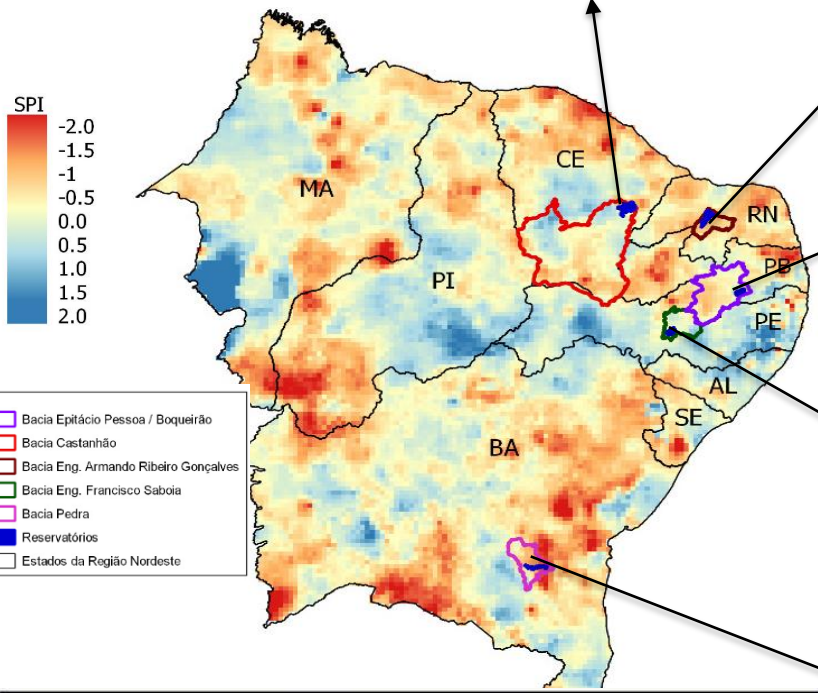 SPI
-2.0
-1.5
-1
-0.5
0.0
0.5
1.0
1.5
2.0
MA
CE
RN
PB
PI
PE
AL
SE
BA
Bacia Epitácio Pessoa / Boqueirão
Bacia Castanhão
Bacia Eng. Armando Ribeiro Gonçalves
Bacia Eng. Francisco Saboia
Bacia Pedra
Reservatórios
Estados da Região Nordeste